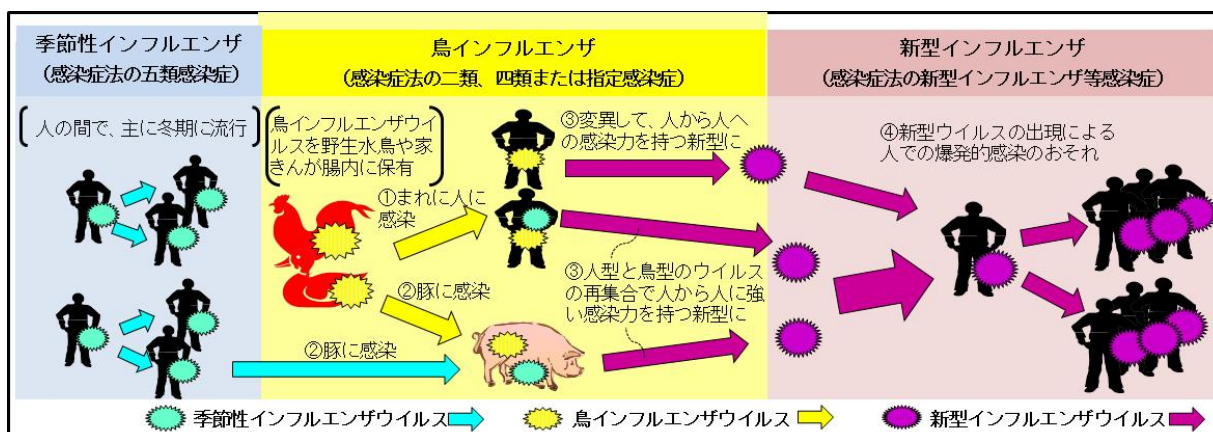 季節性インフルエンザ
（感染症法の五類感染症）
人の間で、主に冬期に流行
②豚に感染
鳥インフルエンザ
（感染症法の二類、四類または指定感染症）
鳥インフルエンザウイ
ルスを野生水鳥や家
きんが腸内に保有
①まれに人に
感染
②豚に感染
③変異して、人から人へ
の感染力を持つ新型に
③人型と鳥型のウイルス
の再集合で人から人に強
い感染力を持つ新型に
新型インフルエンザ
（感染症法の新型インフルエンザ等感染症）
④新型ウイルスの出現による
人での爆発的感染のおそれ
季節性インフルエンザウイルス 鳥インフルエンザウイルス 新型インフルエンザウイルス